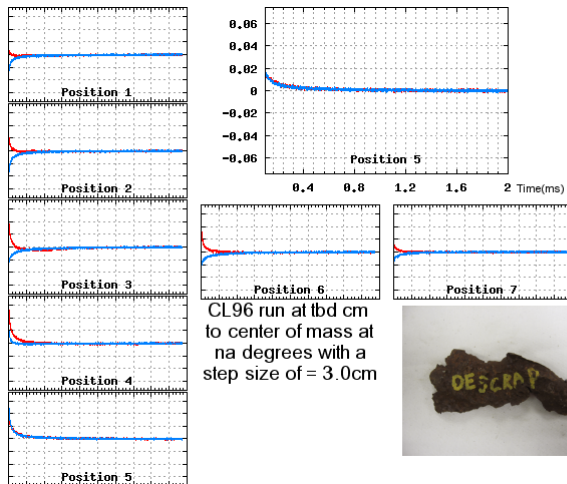 Position 1
Position 2
Position 3
Position 4
Position 5
0.06
0.04
0.02
0
-0.02
-0.04
-0.06
Position 5
0.4 0.8 1.2 1.6 2 Time(ms)
Position 6
Position 7
CL96 run at tbd cm
to center of mass at
na degrees with a
step size of = 3.0cm
DESCRAP